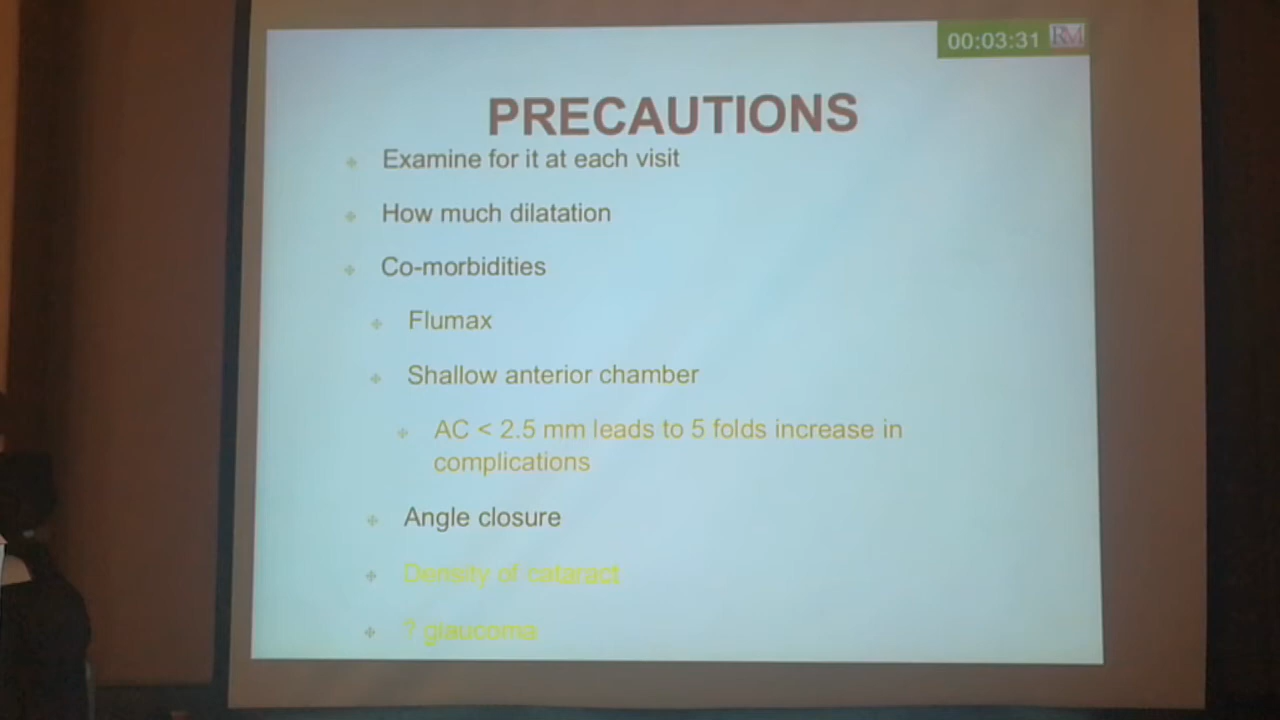 00:03:31 RM
PRECAUTIONS
Examine for it at each visit
How much dilatation
Co-morbidities
Flumax
Shallow anterior chamber
AC < 2.5 mm leads to 5 folds increase in
complications
Angle closure
Density of cataract
? glaucoma